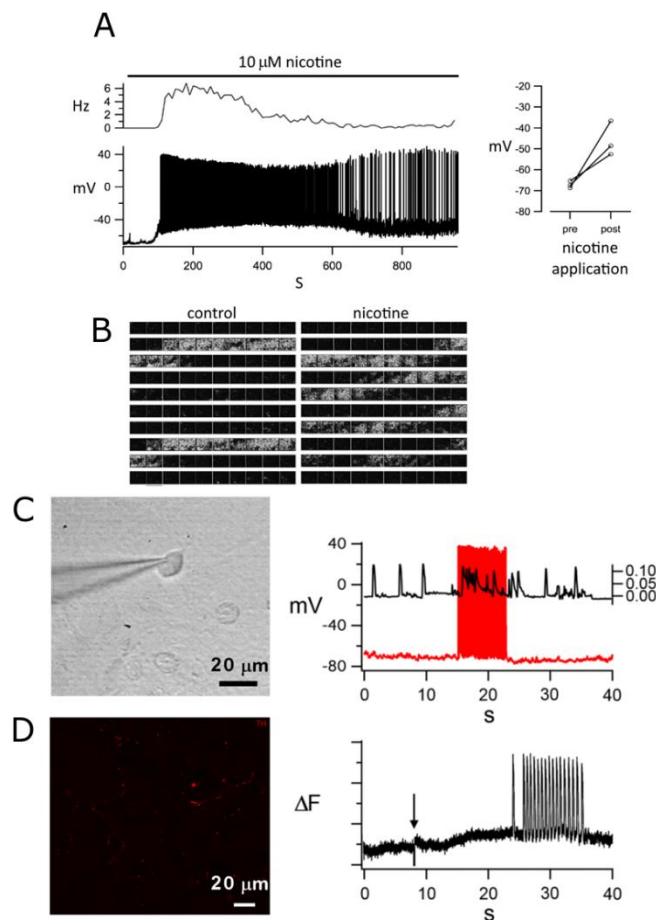 A
10 μM nicotine
Hz
6
4
2
0
mV
40
0
-40
0 200 400 600 800
S
mV
-20
-30
-40
-50
-60
-70
-80
pre post
nicotine
application
B
control nicotine
C
20 μm
mV
80
40
0
-40
-80
0.10
0.05
0.00
0 10 20 30 40
S
D
20 μm
ΔF
0 10 20 30 40
S